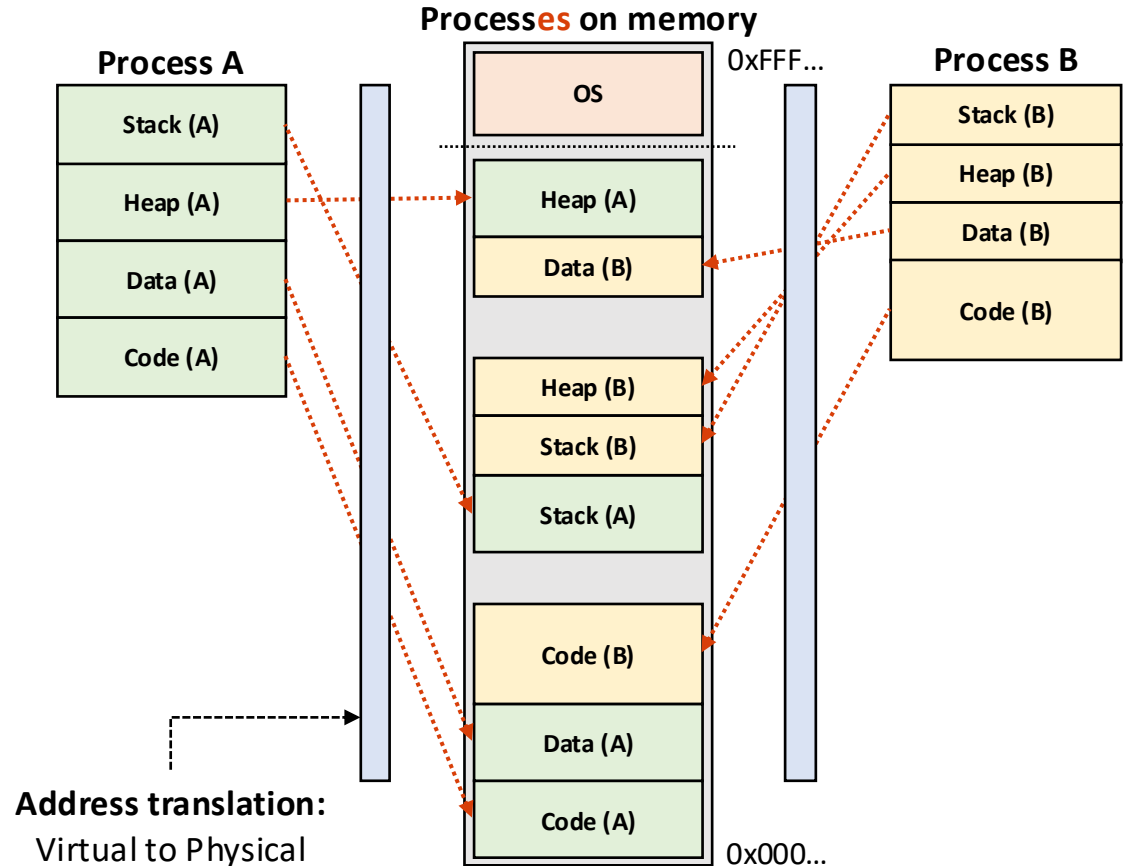 Processes on memory
Process A
Stack (A)
Heap (A)
Data (A)
Code (A)
0xFFF...
OS
Heap (A)
Data (B)
Heap (B)
Stack (B)
Stack (A)
Code (B)
Data (A)
Code (A)
0x000...
Process B
Stack (B)
Heap (B)
Data (B)
Code (B)
Address translation:
Virtual to Physical